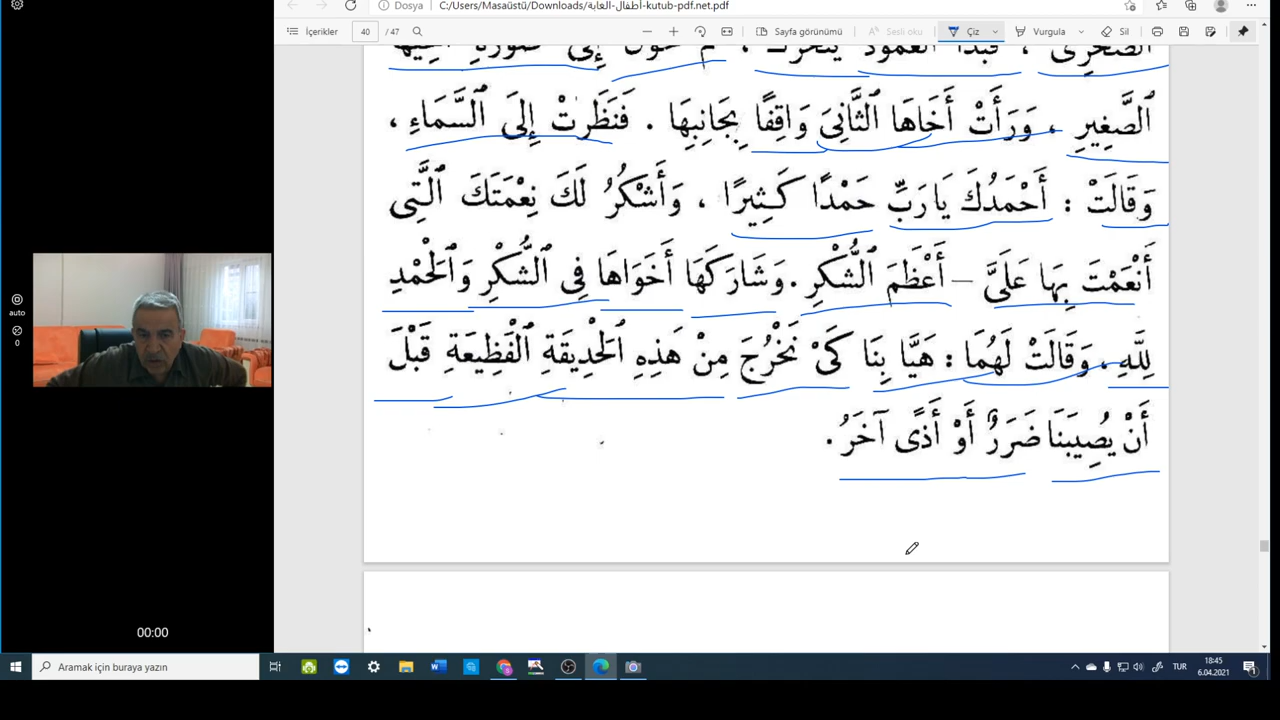 Dosya
C:/Users/Masaüstü/Downloads/أطفال-الغابة-kutub-pdf.net.pdf
İçerikler
40
/ 47
Sayfa görünümü
Sesli oku
Çiz
Vurgula
Sil
ٱلصَّغِيرِ ، وَرَأَتْ أَخَاهَا ٱلثَّانِىَ وَاقِفًا بِجَانِبِهَا . فَنَظَرَتْ إِلَى ٱلسَّمَاءِ ،
وَقَالَتْ : أَحْمَدُكَ يَا رَبِّ حَمْدًا كَثِيرًا ، وَأَشْكُرُ لَكَ نِعْمَتَكَ ٱلَّتِى
أَنْعَمْتَ بِهَا عَلَىَّ – أَعْظَمَ ٱلشُّكْرِ . وَشَارَكَهَا أَخَوَاهَا فِى ٱلشُّكْرِ وَٱلْحَمْدِ
لِلّٰهِ ، وَقَالَتْ لَهُمَا : هَيَّا بِنَا كَىْ نَخْرُجَ مِنْ هَذِهِ ٱلْحَدِيقَةِ ٱلْفَظِيعَةِ قَبْلَ
أَنْ يُصِيبَنَا ضَرَرٌ أَوْ أَذًى آخَرُ .
auto
0
00:00
Aramak için buraya yazın
TUR
18:45
6.04.2021